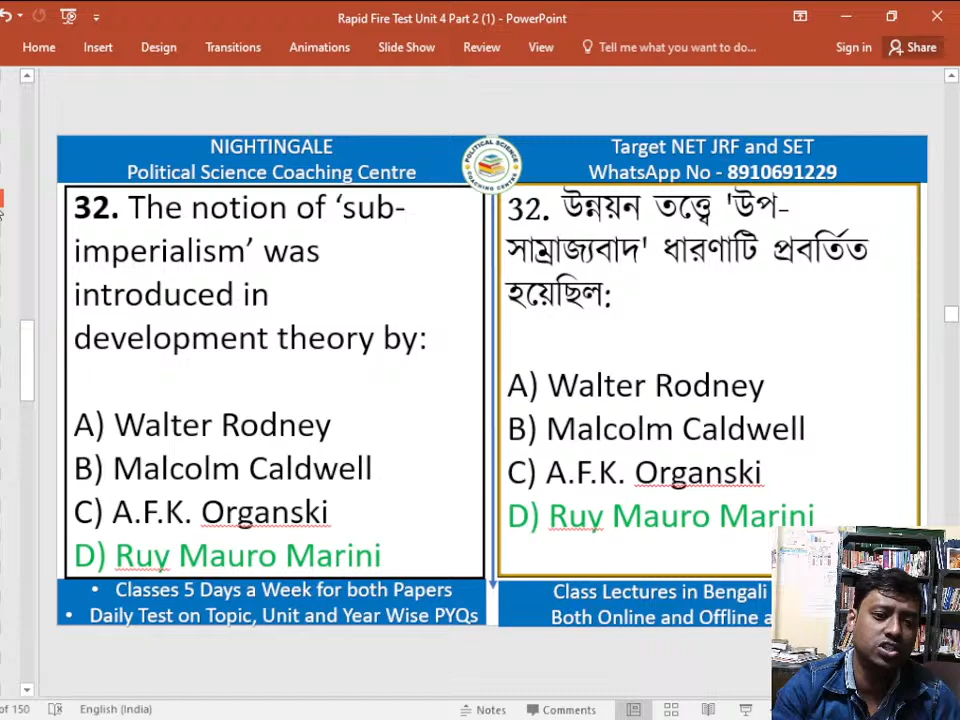 Rapid Fire Test Unit 4 Part 2 (1) - PowerPoint
Home Insert Design Transitions Animations Slide Show Review View Tell me what you want to do... Sign in Share
NIGHTINGALE
Political Science Coaching Centre
POLITICAL SCIENCE
COACHING CENTRE
Target NET JRF and SET
WhatsApp No - 8910691229
32. The notion of ‘sub-
imperialism’ was
introduced in
development theory by:
A) Walter Rodney
B) Malcolm Caldwell
C) A.F.K. Organski
D) Ruy Mauro Marini
32. উন্নয়ন তত্ত্বে 'উপ-
সাম্রাজ্যবাদ' ধারণাটি প্রবর্তিত
হয়েছিল:
A) Walter Rodney
B) Malcolm Caldwell
C) A.F.K. Organski
D) Ruy Mauro Marini
• Classes 5 Days a Week for both Papers
• Daily Test on Topic, Unit and Year Wise PYQs
Class Lectures in Bengali
Both Online and Offline a
of 150 English (India) Notes Comments